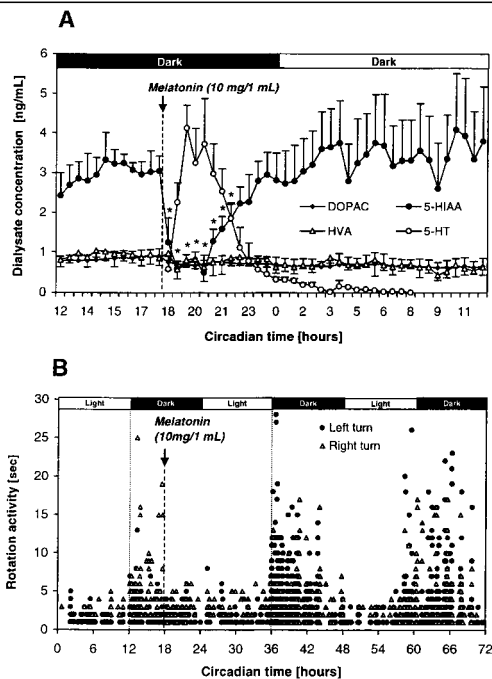 A
Dark Dark
Melatonin (10 mg/1 mL)
Dialysate concentration [ng/mL]
6
5
4
3
2
1
0
DOPAC 5-HIAA
HVA 5-HT
12 13 15 17 18 20 21 22 0 2 3 5 6 8 9 11
Circadian time [hours]
B
Light Dark Light Dark Light Dark
Melatonin
(10mg/1 mL)
Left turn
Right turn
Rotation activity [sec]
30
25
20
15
10
5
0
0 6 12 18 24 30 36 42 48 54 60 66 72
Circadian time [hours]